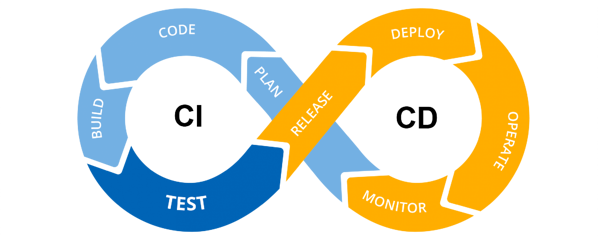 CODE
BUILD
CI
PLAN
TEST
RELEASE
DEPLOY
CD
OPERATE
MONITOR